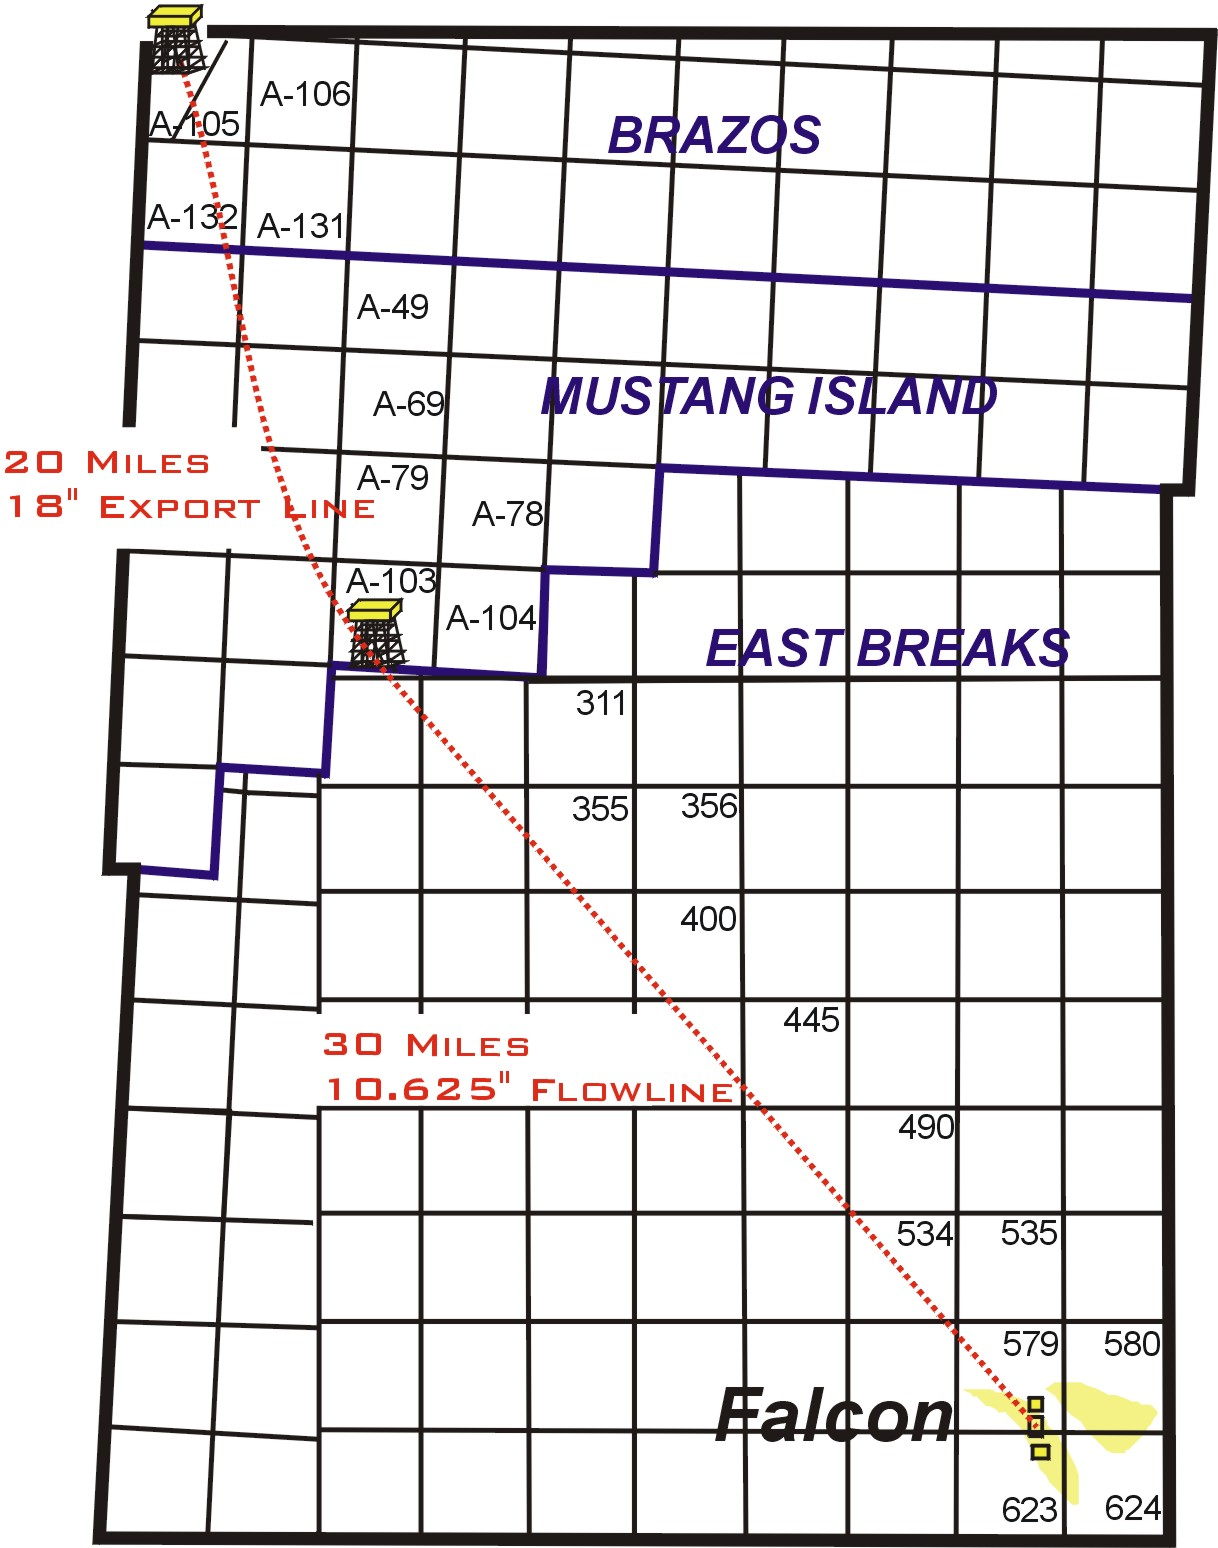 A-106
A-105
BRAZOS
A-132
A-131
A-49
MUSTANG ISLAND
A-69
20 MILES
18" EXPORT LINE
A-79
A-78
A-103
A-104
EAST BREAKS
311
355
356
400
445
30 MILES
10.625" FLOWLINE
490
534
535
579
580
Falcon
623
624